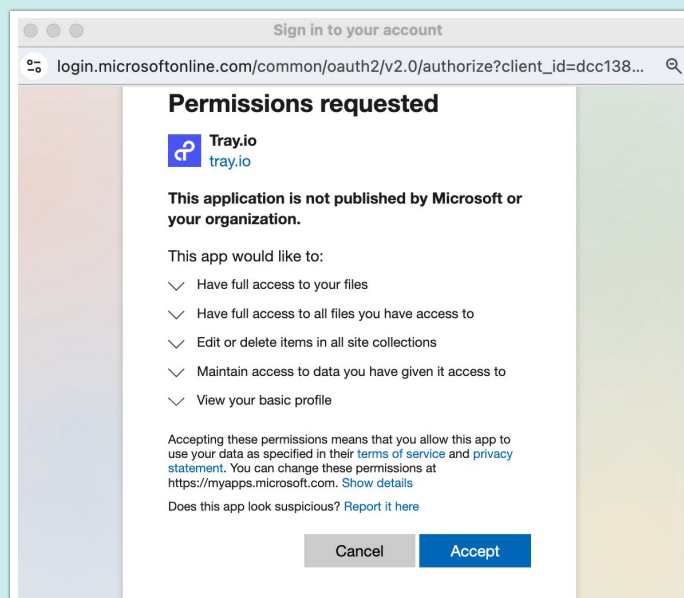 Sign in to your account
login.microsoftonline.com/common/oauth2/v2.0/authorize?client_id=dcc138...
Permissions requested
Tray.io
tray.io
This application is not published by Microsoft or
your organization.
This app would like to:
Have full access to your files
Have full access to all files you have access to
Edit or delete items in all site collections
Maintain access to data you have given it access to
View your basic profile
Accepting these permissions means that you allow this app to
use your data as specified in their terms of service and privacy
statement. You can change these permissions at
https://myapps.microsoft.com. Show details
Does this app look suspicious? Report it here
Cancel Accept